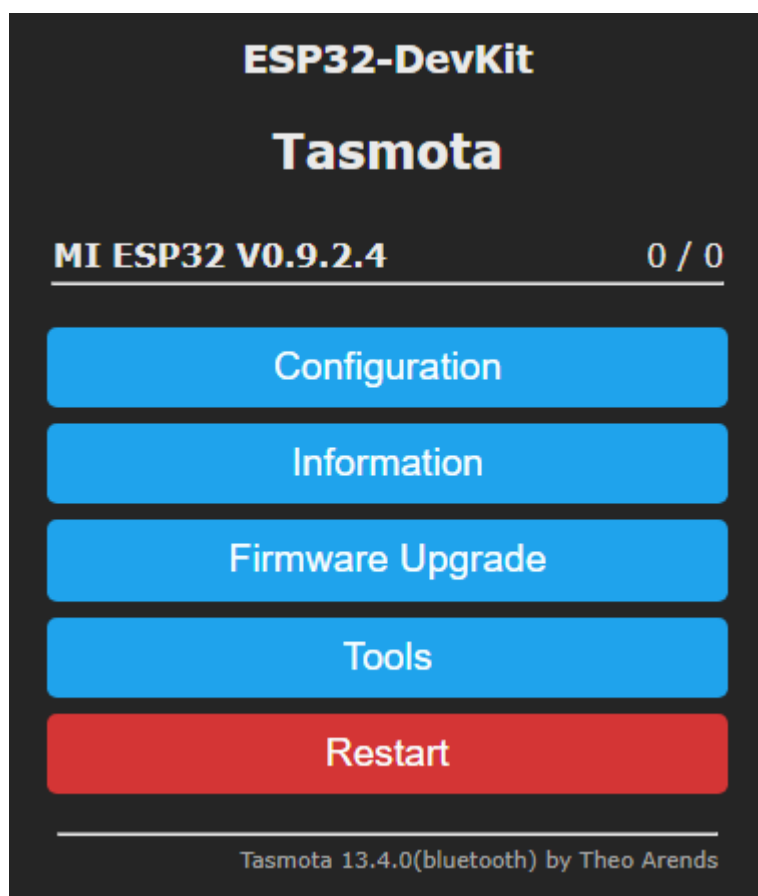 ESP32-DevKit
Tasmota
MI ESP32 V0.9.2.4 0 / 0
Configuration
Information
Firmware Upgrade
Tools
Restart
Tasmota 13.4.0(bluetooth) by Theo Arends